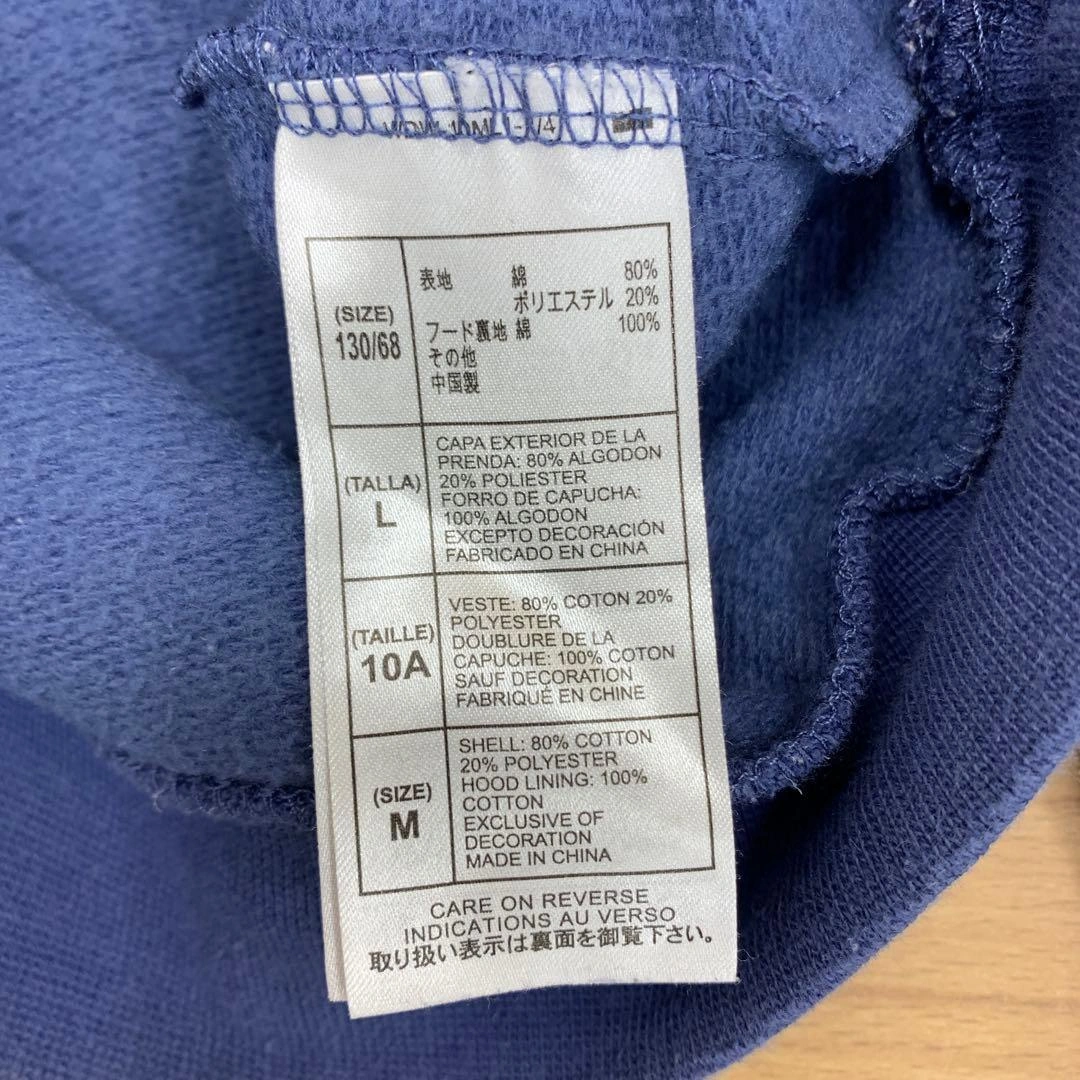 (SIZE)
130/68
表地 綿 80%
ポリエステル 20%
フード裏地 綿 100%
その他
中国製
(TALLA)
L
CAPA EXTERIOR DE LA
PRENDA: 80% ALGODON
20% POLIESTER
FORRO DE CAPUCHA:
100% ALGODON
EXCEPTO DECORACIÓN
FABRICADO EN CHINA
(TAILLE)
10A
VESTE: 80% COTON 20%
POLYESTER
DOUBLURE DE LA
CAPUCHE: 100% COTON
SAUF DECORATION
FABRIQUÉ EN CHINE
(SIZE)
M
SHELL: 80% COTTON
20% POLYESTER
HOOD LINING: 100%
COTTON
EXCLUSIVE OF
DECORATION
MADE IN CHINA
CARE ON REVERSE
INDICATIONS AU VERSO
取り扱い表示は裏面を御覧下さい。